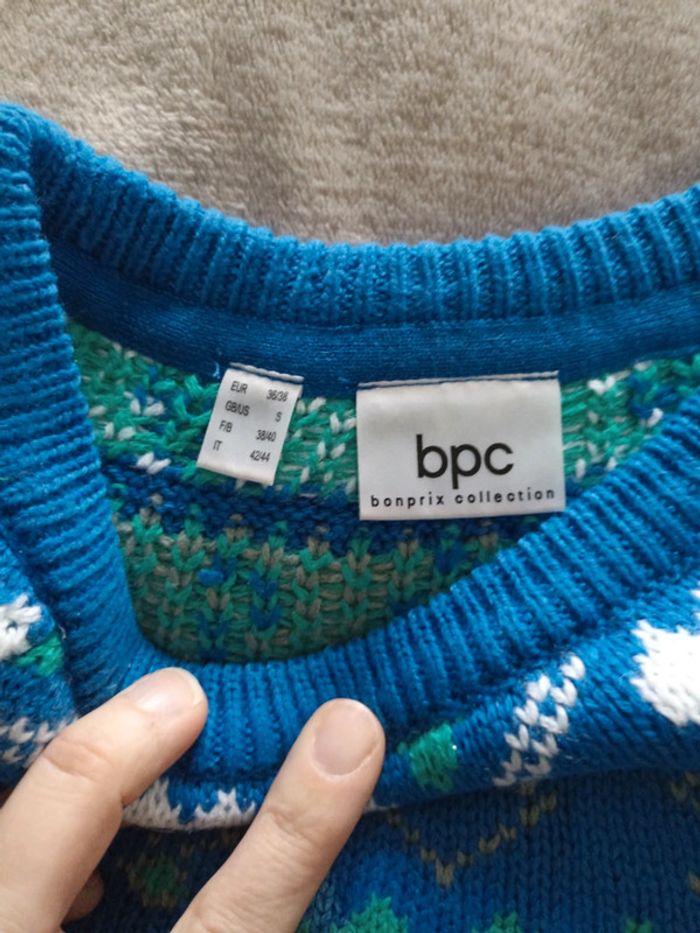 EUR 36/38
GB/US S
F/B 38/40
IT 42/44
bpc
bonprix collection